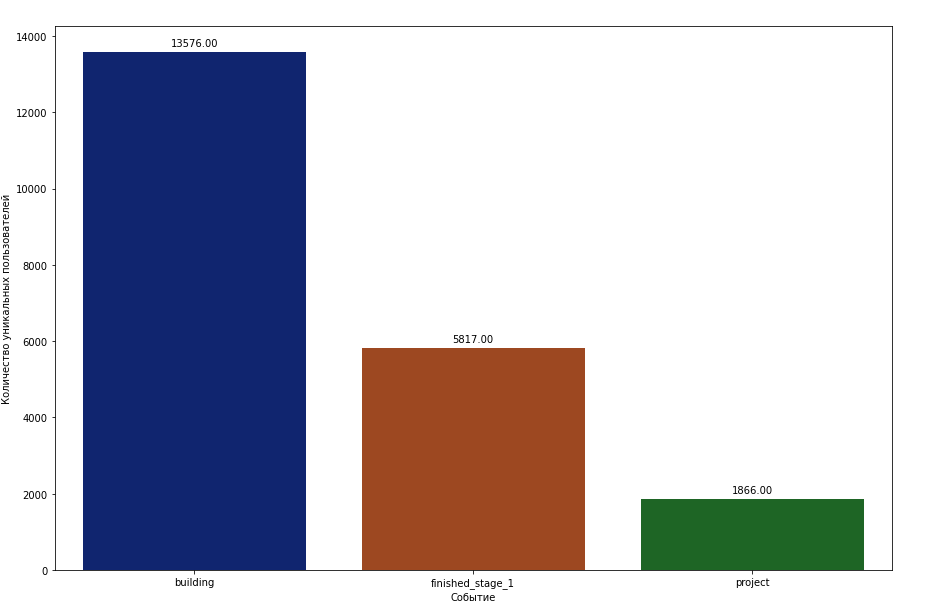 13576.00
5817.00
1866.00
14000
12000
10000
8000
6000
4000
2000
0
Количество уникальных пользователей
building
finished_stage_1
project
Событие